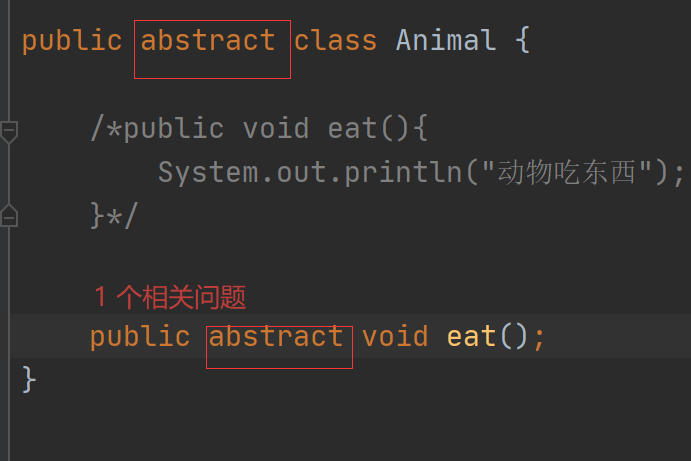 public abstract class Animal {
/*public void eat(){
System.out.println("动物吃东西");
}*/
1 个相关问题
public abstract void eat();
}